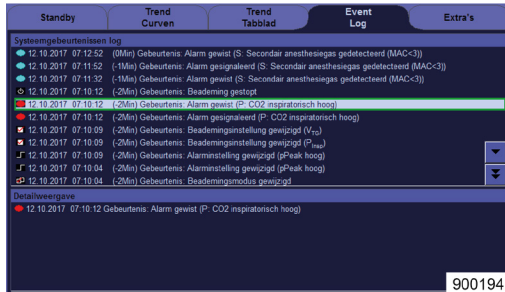 Standby
Trend
Curven
Trend
Tabblad
Event
Log
Extra's
Systeemgebeurtenissen log
12.10.2017 07:12:52 (0Min) Gebeurtenis: Alarm gewist (S: Secondair anesthesiegas gedetecteerd (MAC<3))
12.10.2017 07:11:52 (-1Min) Gebeurtenis: Alarm gesignaleerd (S: Secondair anesthesiegas gedetecteerd (MAC<3))
12.10.2017 07:11:32 (-1Min) Gebeurtenis: Alarm gewist (S: Secondair anesthesiegas gedetecteerd (MAC<3))
12.10.2017 07:10:12 (-2Min) Gebeurtenis: Beademing gestopt
12.10.2017 07:10:12 (-2Min) Gebeurtenis: Alarm gewist (P: CO2 inspiratorisch hoog)
12.10.2017 07:10:12 (-2Min) Gebeurtenis: Alarm gesignaleerd (P: CO2 inspiratorisch hoog)
12.10.2017 07:10:09 (-2Min) Gebeurtenis: Beademingsinstelling gewijzigd (VTG)
12.10.2017 07:10:09 (-2Min) Gebeurtenis: Beademingsinstelling gewijzigd (PInsp)
12.10.2017 07:10:09 (-2Min) Gebeurtenis: Alarminstelling gewijzigd (pPeak hoog)
12.10.2017 07:10:04 (-2Min) Gebeurtenis: Alarminstelling gewijzigd (pPeak hoog)
12.10.2017 07:10:04 (-2Min) Gebeurtenis: Beademingsmodus gewijzigd
Detailweergave
12.10.2017 07:10:12 Gebeurtenis: Alarm gewist (P: CO2 inspiratorisch hoog)
900194